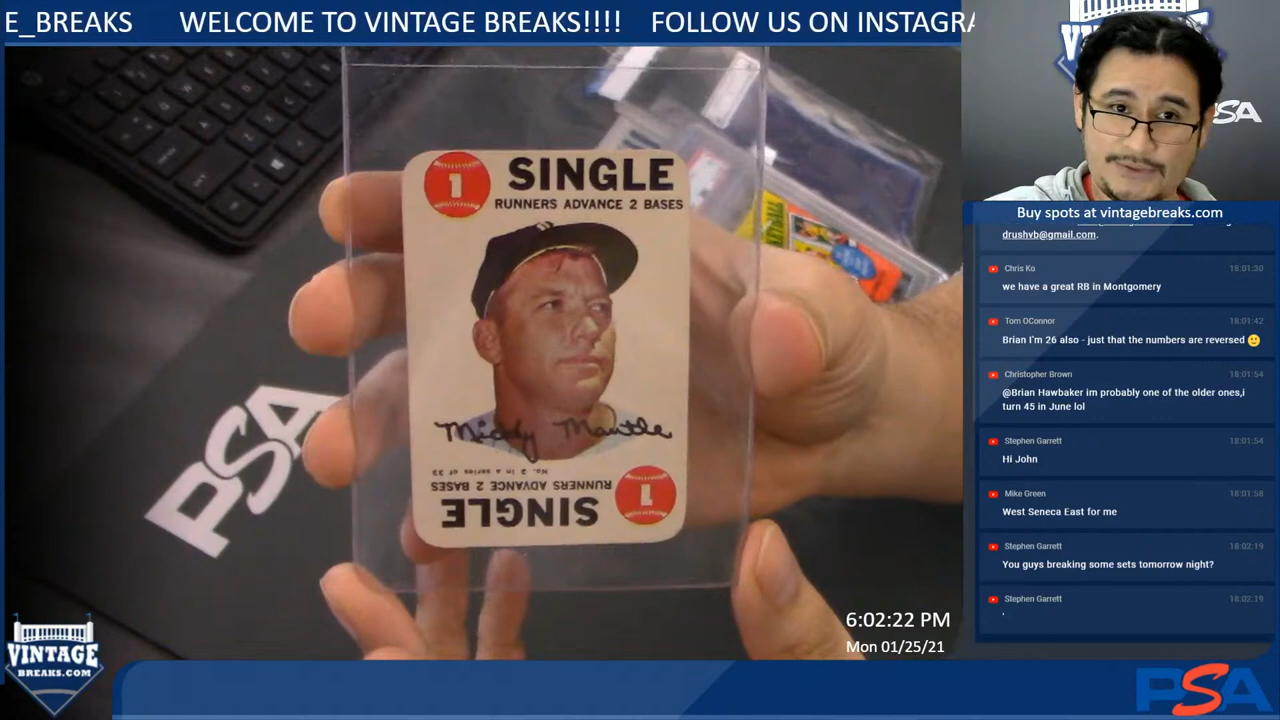 E_BREAKS WELCOME TO VINTAGE BREAKS!!!! FOLLOW US ON INSTAGRA
PSA
1
SINGLE
RUNNERS ADVANCE 2 BASES
Mickey Mantle
No. 2 in a series of 33
RUNNERS ADVANCE 2 BASES
SINGLE
1
PSA
6:02:22 PM
Mon 01/25/21
VINTAGE
BREAKS.COM
PSA
Buy spots at vintagebreaks.com
drushvb@gmail.com.
Chris Ko 18:01:30
we have a great RB in Montgomery
Tom OConnor 18:01:42
Brian I'm 26 also - just that the numbers are reversed 🙂
Christopher Brown 18:01:54
@Brian Hawbaker im probably one of the older ones,i
turn 45 in June lol
Stephen Garrett 18:01:54
Hi John
Mike Green 18:01:58
West Seneca East for me
Stephen Garrett 18:02:19
You guys breaking some sets tomorrow night?
Stephen Garrett 18:02:19
'
PSA